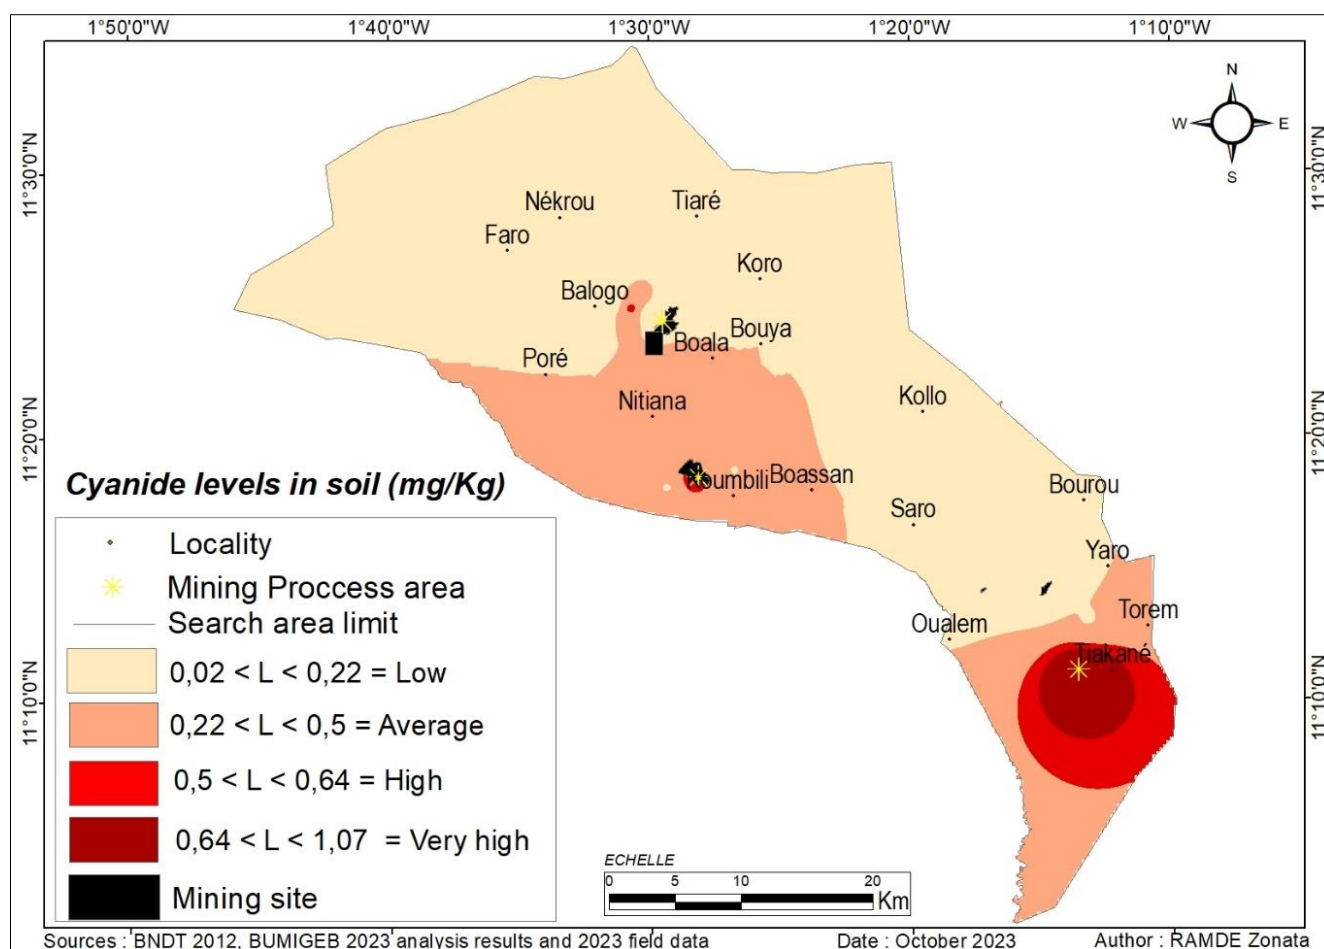 1°50'0"W 1°40'0"W 1°30'0"W 1°20'0"W 1°10'0"W
N
W E
S
11°30'0"N 11°30'0"N
Nékrou Tiaré
Faro
Koro
Balogo
Boala Bouya
Poré
Nitiana Kollo
11°20'0"N 11°20'0"N
oumbili Boassan
Bourou
Saro
Yaro
Oualem Torem
Tiakané
11°10'0"N 11°10'0"N
Cyanide levels in soil (mg/Kg)
Locality
Mining Proccess area
Search area limit
0,02 < L < 0,22 = Low
0,22 < L < 0,5 = Average
0,5 < L < 0,64 = High
0,64 < L < 1,07 = Very high
Mining site
ECHELLE
0 5 10 20
Km
Sources : BNDT 2012, BUMIGEB 2023 analysis results and 2023 field data Date : October 2023 Author : RAMDE Zonata